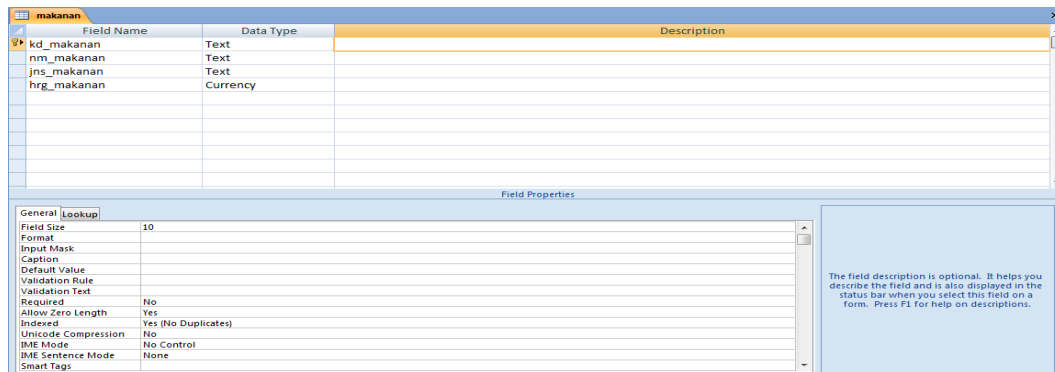 makanan
Field Name Data Type Description
kd_makanan Text
nm_makanan Text
jns_makanan Text
hrg_makanan Currency
Field Properties
General Lookup
Field Size 10
Format
Input Mask
Caption
Default Value
Validation Rule
Validation Text
Required No
Allow Zero Length Yes
Indexed Yes (No Duplicates)
Unicode Compression No
IME Mode No Control
IME Sentence Mode None
Smart Tags
The field description is optional. It helps you
describe the field and is also displayed in the
status bar when you select this field on a
form. Press F1 for help on descriptions.